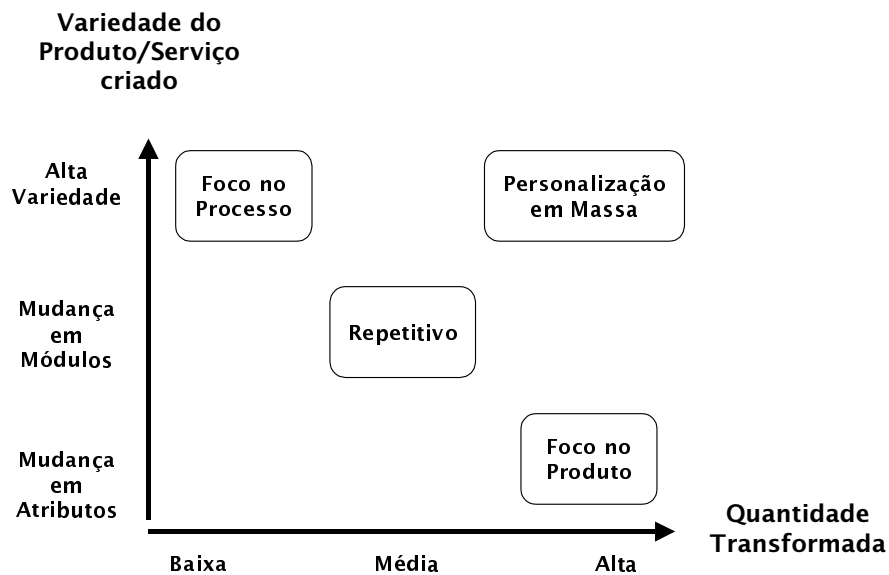 Variedade do
Produto/Serviço
criado
Alta
Variedade
Foco no
Processo
Personalização
em Massa
Mudança
em
Módulos
Repetitivo
Mudança
em
Atributos
Foco no
Produto
Quantidade
Transformada
Baixa
Média
Alta